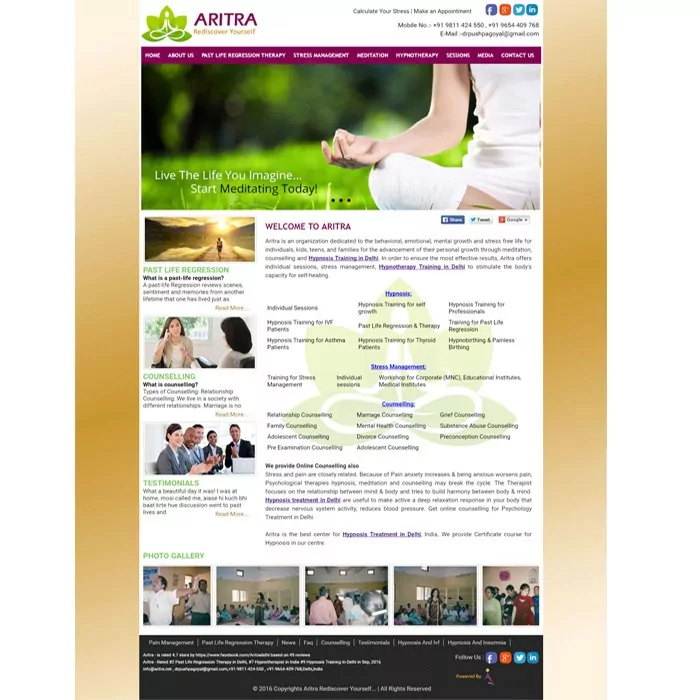 ARITRA
Rediscover Yourself
Calculate Your Stress | Make an Appointment
Mobile No.:- +91 9811 424 550 , +91 9654 409 768
E-Mail :-drpushpagoyal@gmail.com
HOME ABOUT US PAST LIFE REGRESSION THERAPY STRESS MANAGEMENT MEDITATION HYPNOTHERAPY SESSIONS MEDIA CONTACT US
Live The Life You Imagine...
Start Meditating Today!
PAST LIFE REGRESSION
What is a past-life regression?
A past-life Regression reviews scenes,
sentiment and memories from another
lifetime that one has lived just as
Read More...
COUNSELLING
What is counselling?
Types of Counselling: Relationship
Counselling: We live in a society with
different relationships. Marriage is no
Read More...
TESTIMONIALS
What a beautiful day it was! I was at
home, mosi called me, aisse hi kuch bhi
baat krte hue discussion went to past
lives and
Read More...
Share Tweet Google +
WELCOME TO ARITRA
Aritra is an organization dedicated to the behavioral, emotional, mental growth and stress free life for
individuals, kids, teens, and families for the advancement of their personal growth through meditation,
counselling and Hypnosis Training in Delhi. In order to ensure the most effective results, Aritra offers
individual sessions, stress management, Hypnotherapy Training in Delhi to stimulate the body's
capacity for self-healing.
Hypnosis:
Individual Sessions
Hypnosis Training for self
growth
Hypnosis Training for
Professionals
Hypnosis Training for IVF
Patients
Past Life Regression & Therapy
Training for Past Life
Regression
Hypnosis Training for Asthma
Patients
Hypnosis Training for Thyroid
Patients
Hypnobirthing & Painless
Birthing
Stress Management:
Training for Stress
Management
Individual
sessions
Workshop for Corporate (MNC), Educational Institutes,
Medical Institutes
Counselling:
Relationship Counselling Marriage Counselling Grief Counselling
Family Counselling Mental Health Counselling Substance Abuse Counselling
Adolescent Counselling Divorce Counselling Preconception Counselling
Pre Examination Counselling Adolescent Counselling
We provide Online Counselling also
Stress and pain are closely related. Because of Pain anxiety increases & being anxious worsens pain,
Psychological therapies hypnosis, meditation and counselling may break the cycle. The Therapist
focuses on the relationship between mind & body and tries to build harmony between body & mind.
Hypnosis treatment in Delhi are useful to make active a deep relaxation response in your body that
decrease nervous system activity, reduces blood pressure. Get online counselling for Psychology
Treatment in Delhi.
Aritra is the best center for Hypnosis Treatment in Delhi, India. We provide Certificate course for
Hypnosis in our centre.
PHOTO GALLERY
Pain Management | Past Life Regression Therapy | News | Faq | Counselling | Testimonials | Hypnosis And Ivf | Hypnosis And Insomnia |
Aritra - is rated 4.7 stars by https://www.facebook.com/Aritradelhi based on 49 reviews
Aritra - Rated #2 Past Life Regression Therapy in Delhi, #7 Hypnotherapist in India #9 Hypnosis Training in Delhi in Sep, 2016
info@aritra.com , drpushpagoyal@gmail.com,+91 9811 424-550 , +91 9654-409-768,Delhi,India
Follow Us :
Powered By
© 2016 Copyrights Aritra Rediscover Yourself... | All Rights Reserved